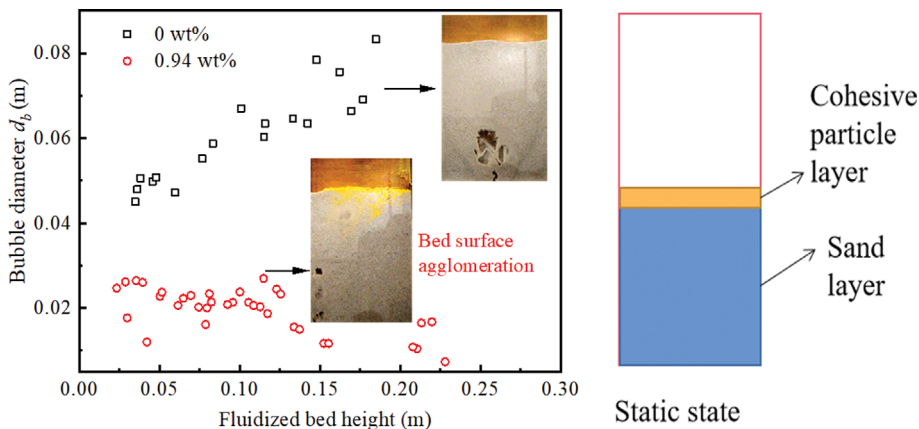 0 wt%
0.94 wt%
Bubble diameter d_b (m)
0.08
0.06
0.04
0.02
Bed surface
agglomeration
0.00
0.05
0.10
0.15
0.20
0.25
0.30
Fluidized bed height (m)
Cohesive
particle
layer
Sand
layer
Static state